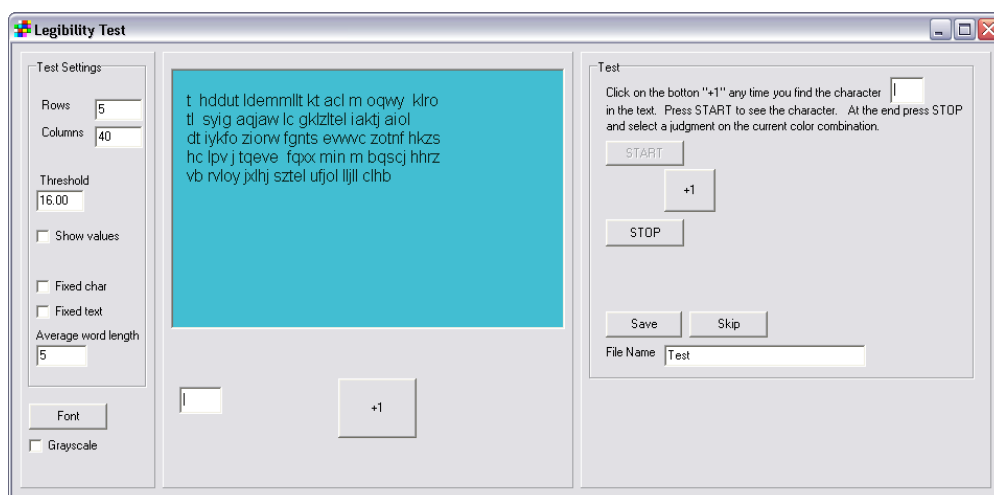 Legibility Test
Test Settings
Rows 5
Columns 40
Threshold
16.00
Show values
Fixed char
Fixed text
Average word length
5
Font
Grayscale
t hddut ldemmllt kt acl m oqwy klro
tl syig aqjaw lc gklzltel iaktj aiol
dt iykfo ziorw fgnts evwvc zotnf hkzs
hc lpv j tqeve fqxx min m bqscj hhrz
vb rvloy jxlhj sztel ufjol lljll clhb
l
+1
Test
Click on the botton "+1" any time you find the character l
in the text. Press START to see the character. At the end press STOP
and select a judgment on the current color combination.
START
+1
STOP
Save Skip
File Name Test